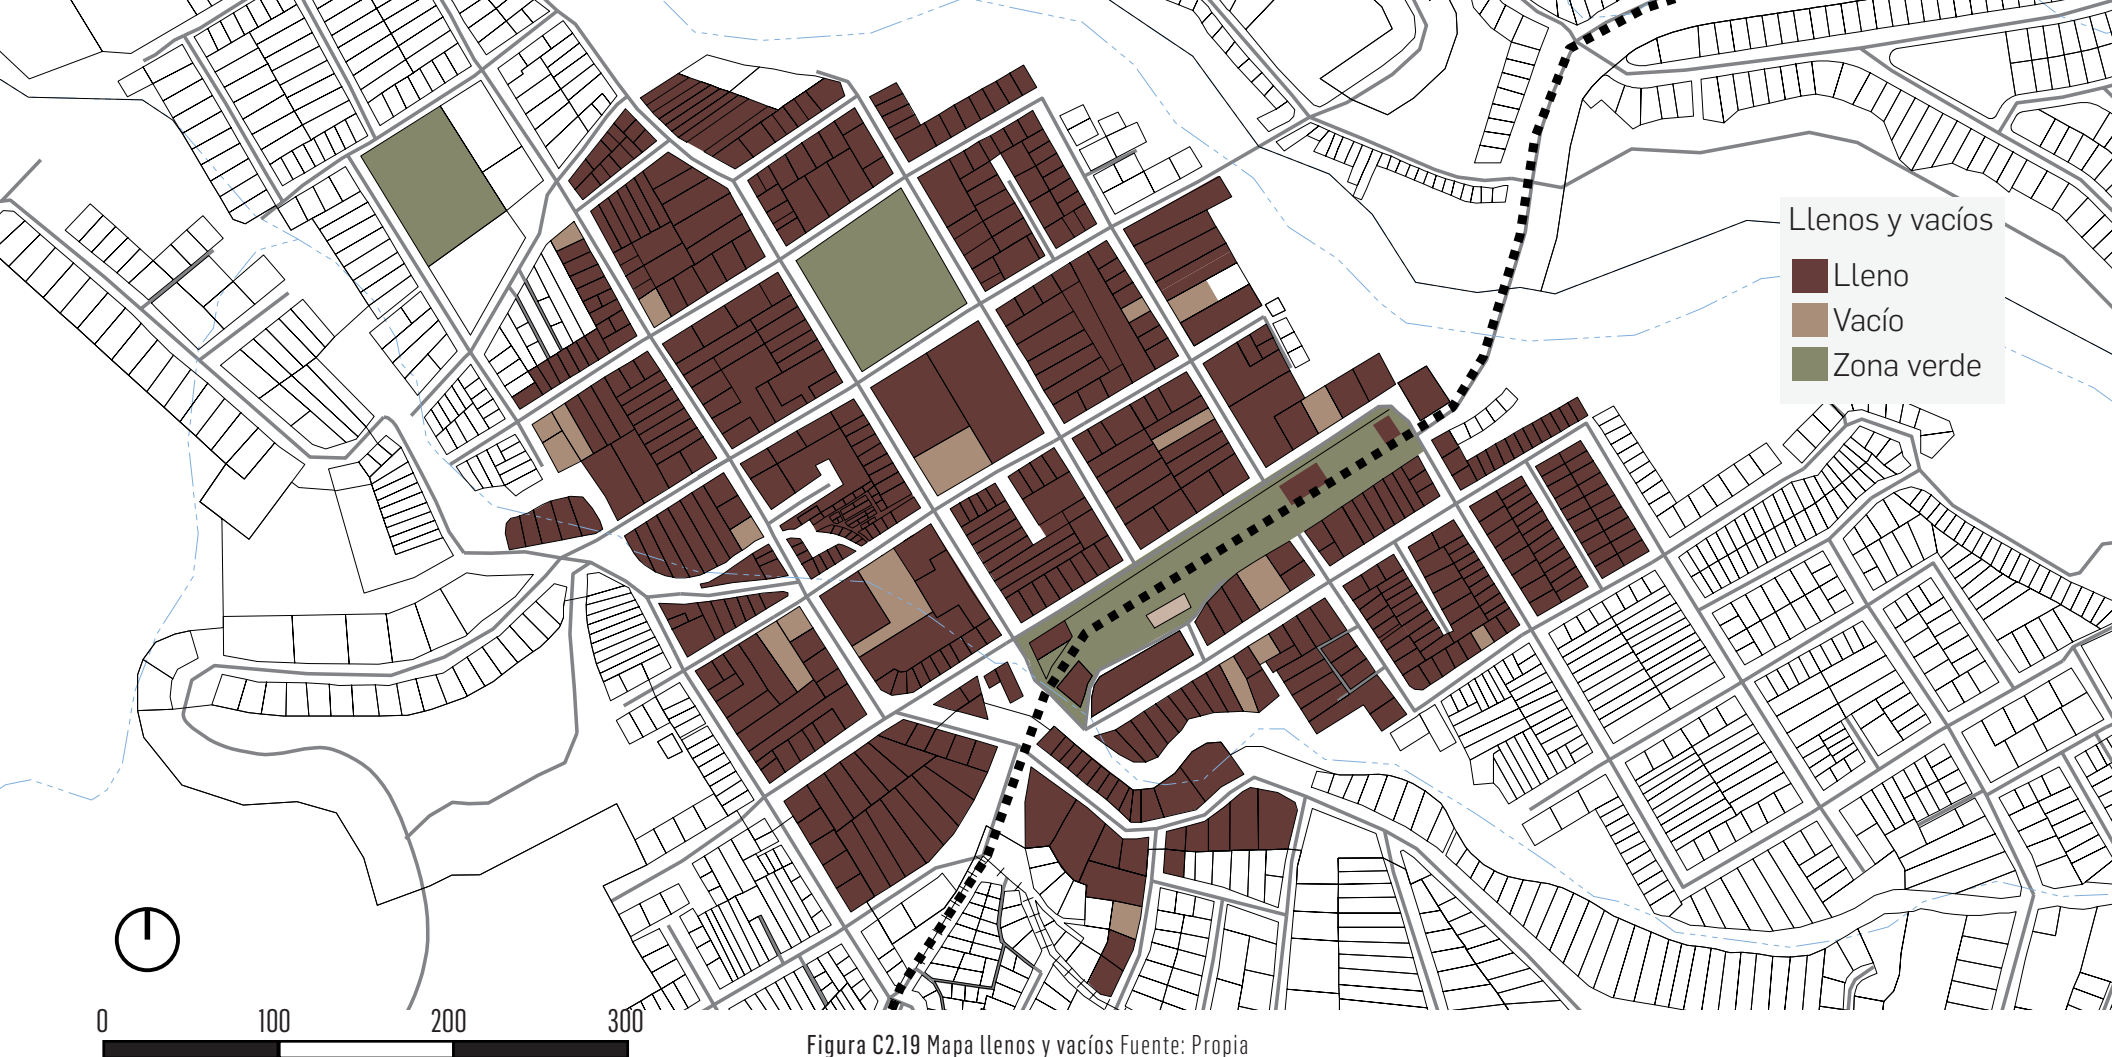 Llenos y vacíos
Lleno
Vacío
Zona verde
0 100 200 300
Figura C2.19 Mapa llenos y vacíos Fuente: Propia